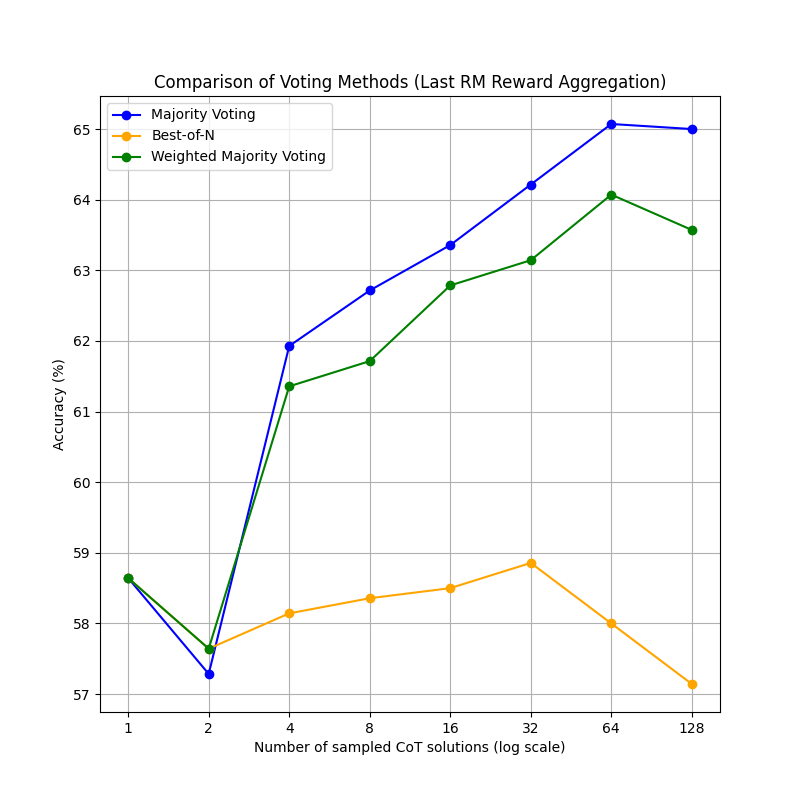 Comparison of Voting Methods (Last RM Reward Aggregation)
Majority Voting
Best-of-N
Weighted Majority Voting
65
64
63
62
61
60
59
58
57
Accuracy (%)
1 2 4 8 16 32 64 128
Number of sampled CoT solutions (log scale)